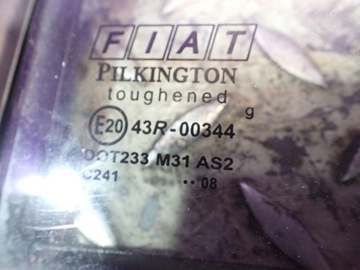 FIAT
PILKINGTON
toughened
g
E20 43R-00344
DOT233 M31 AS2
C241 •• 08